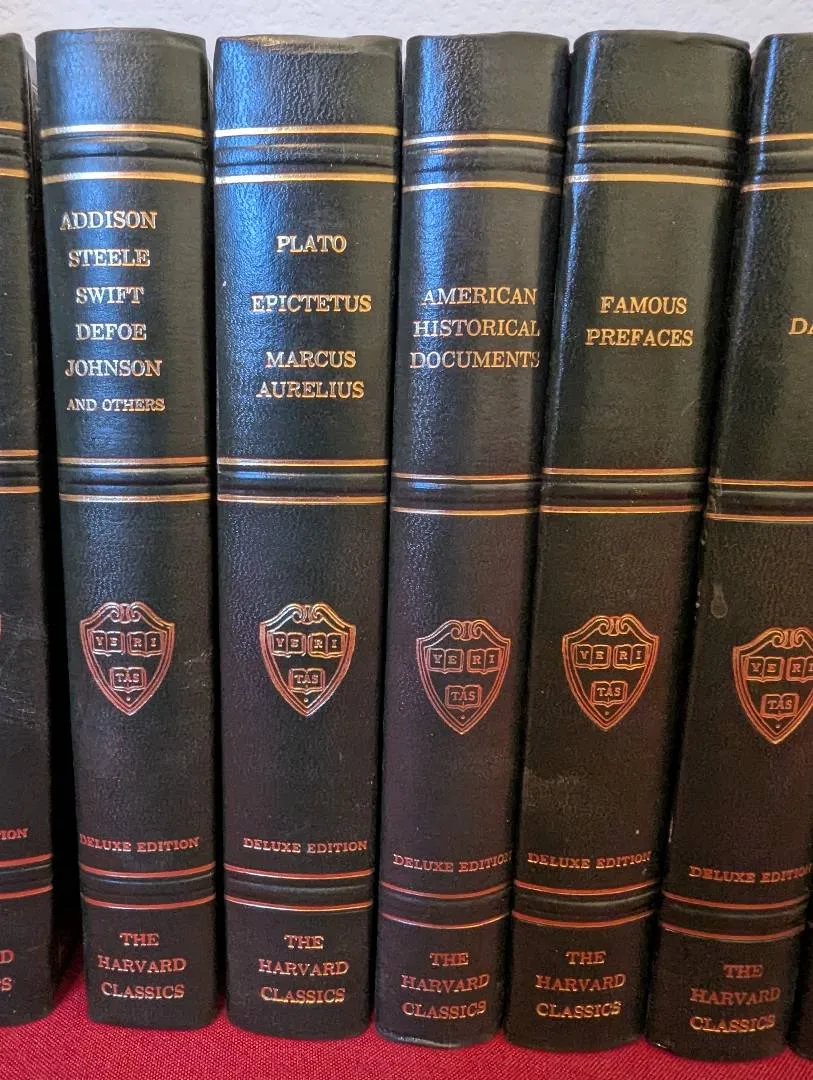 ION
D
S
ADDISON
STEELE
SWIFT
DEFOE
JOHNSON
AND OTHERS
VE RI
TAS
DELUXE EDITION
THE
HARVARD
CLASSICS
PLATO
EPICTETUS
MARCUS
AURELIUS
VE RI
TAS
DELUXE EDITION
THE
HARVARD
CLASSICS
AMERICAN
HISTORICAL
DOCUMENTS
VE RI
TAS
DELUXE EDITION
THE
HARVARD
CLASSICS
FAMOUS
PREFACES
VE RI
TAS
DELUXE EDITION
THE
HARVARD
CLASSICS
DA
VE RI
TAS
DELUXE EDITION
THE
HARVARD
CLASSICS